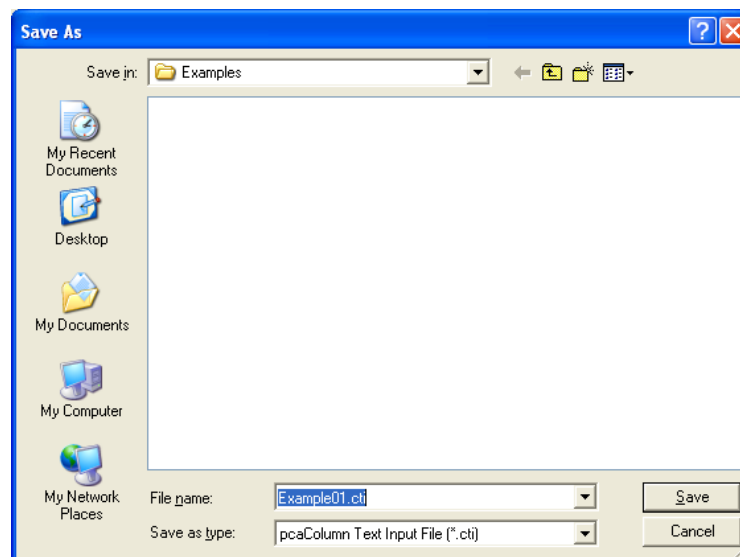 Save As
Save in: Examples
My Recent
Documents
Desktop
My Documents
My Computer
My Network
Places
File name: Example01.cti Save
Save as type: pcaColumn Text Input File (*.cti) Cancel